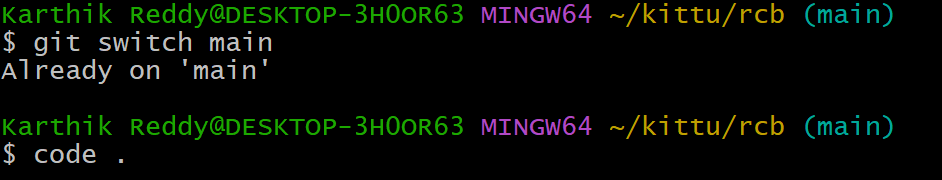 Karthik Reddy@DESKTOP-3HOOR63 MINGW64 ~/kittu/rcb (main)
$ git switch main
Already on 'main'
Karthik Reddy@DESKTOP-3HOOR63 MINGW64 ~/kittu/rcb (main)
$ code .